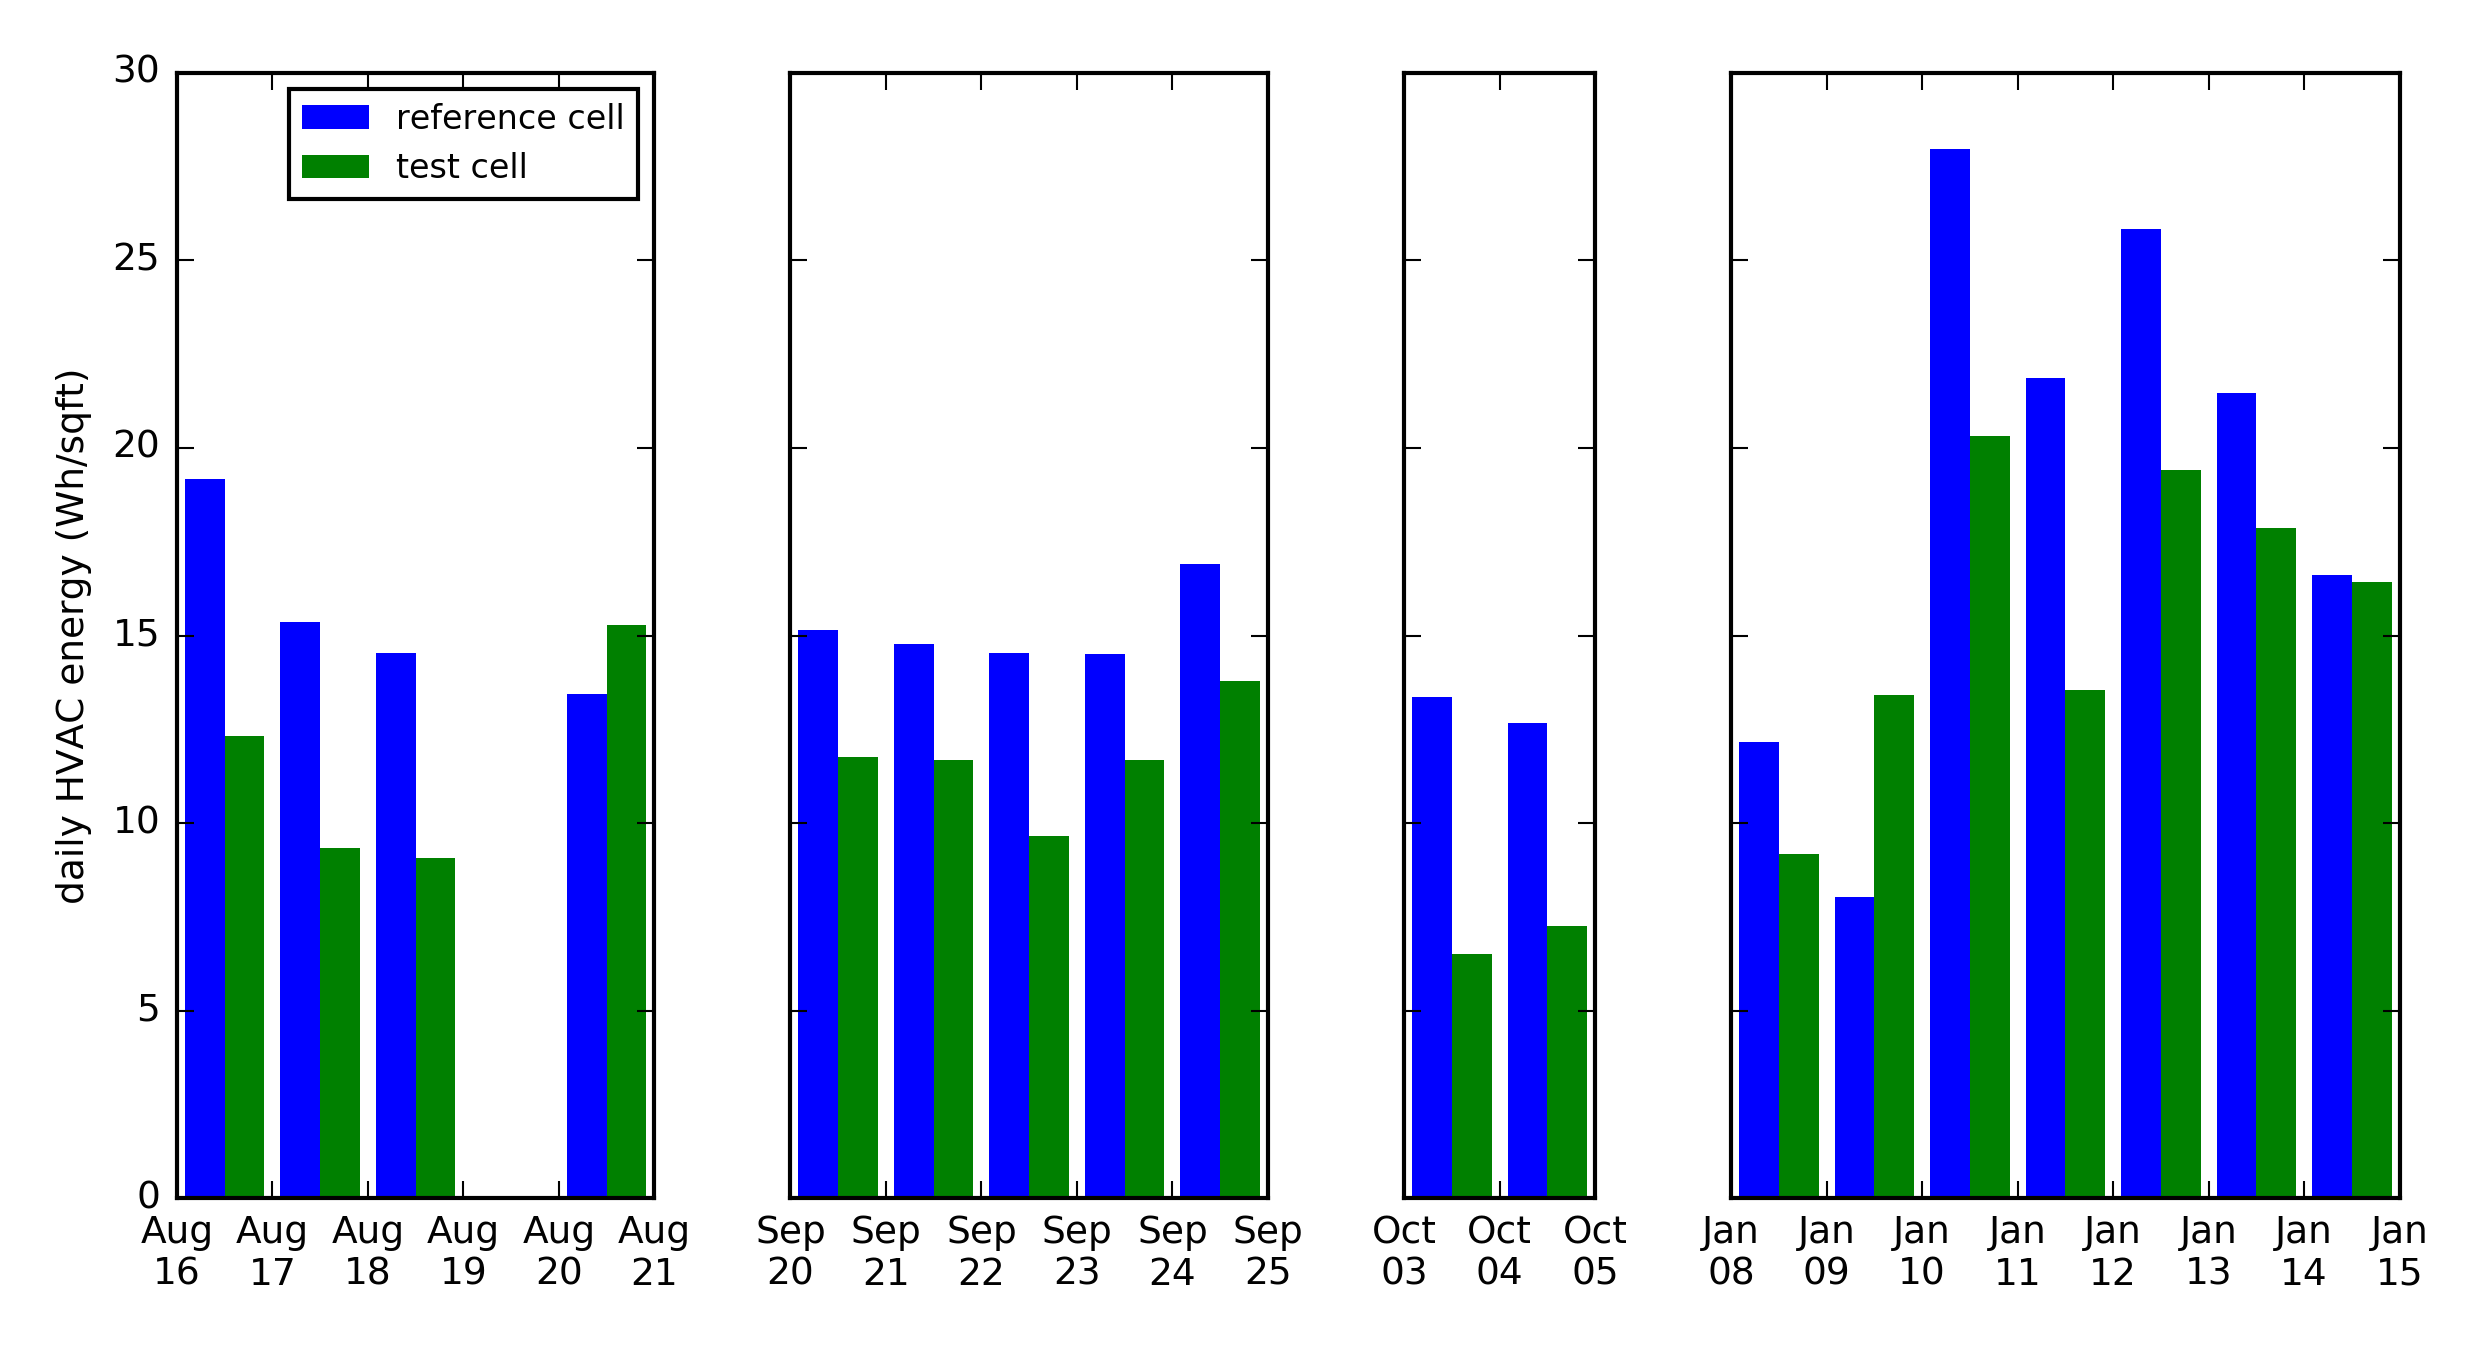 30
25
20
15
10
5
0
daily HVAC energy (Wh/sqft)
reference cell
test cell
Aug Aug Aug Aug Aug Aug
16 17 18 19 20 21
Sep Sep Sep Sep Sep Sep
20 21 22 23 24 25
Oct Oct Oct
03 04 05
Jan Jan Jan Jan Jan Jan Jan Jan
08 09 10 11 12 13 14 15